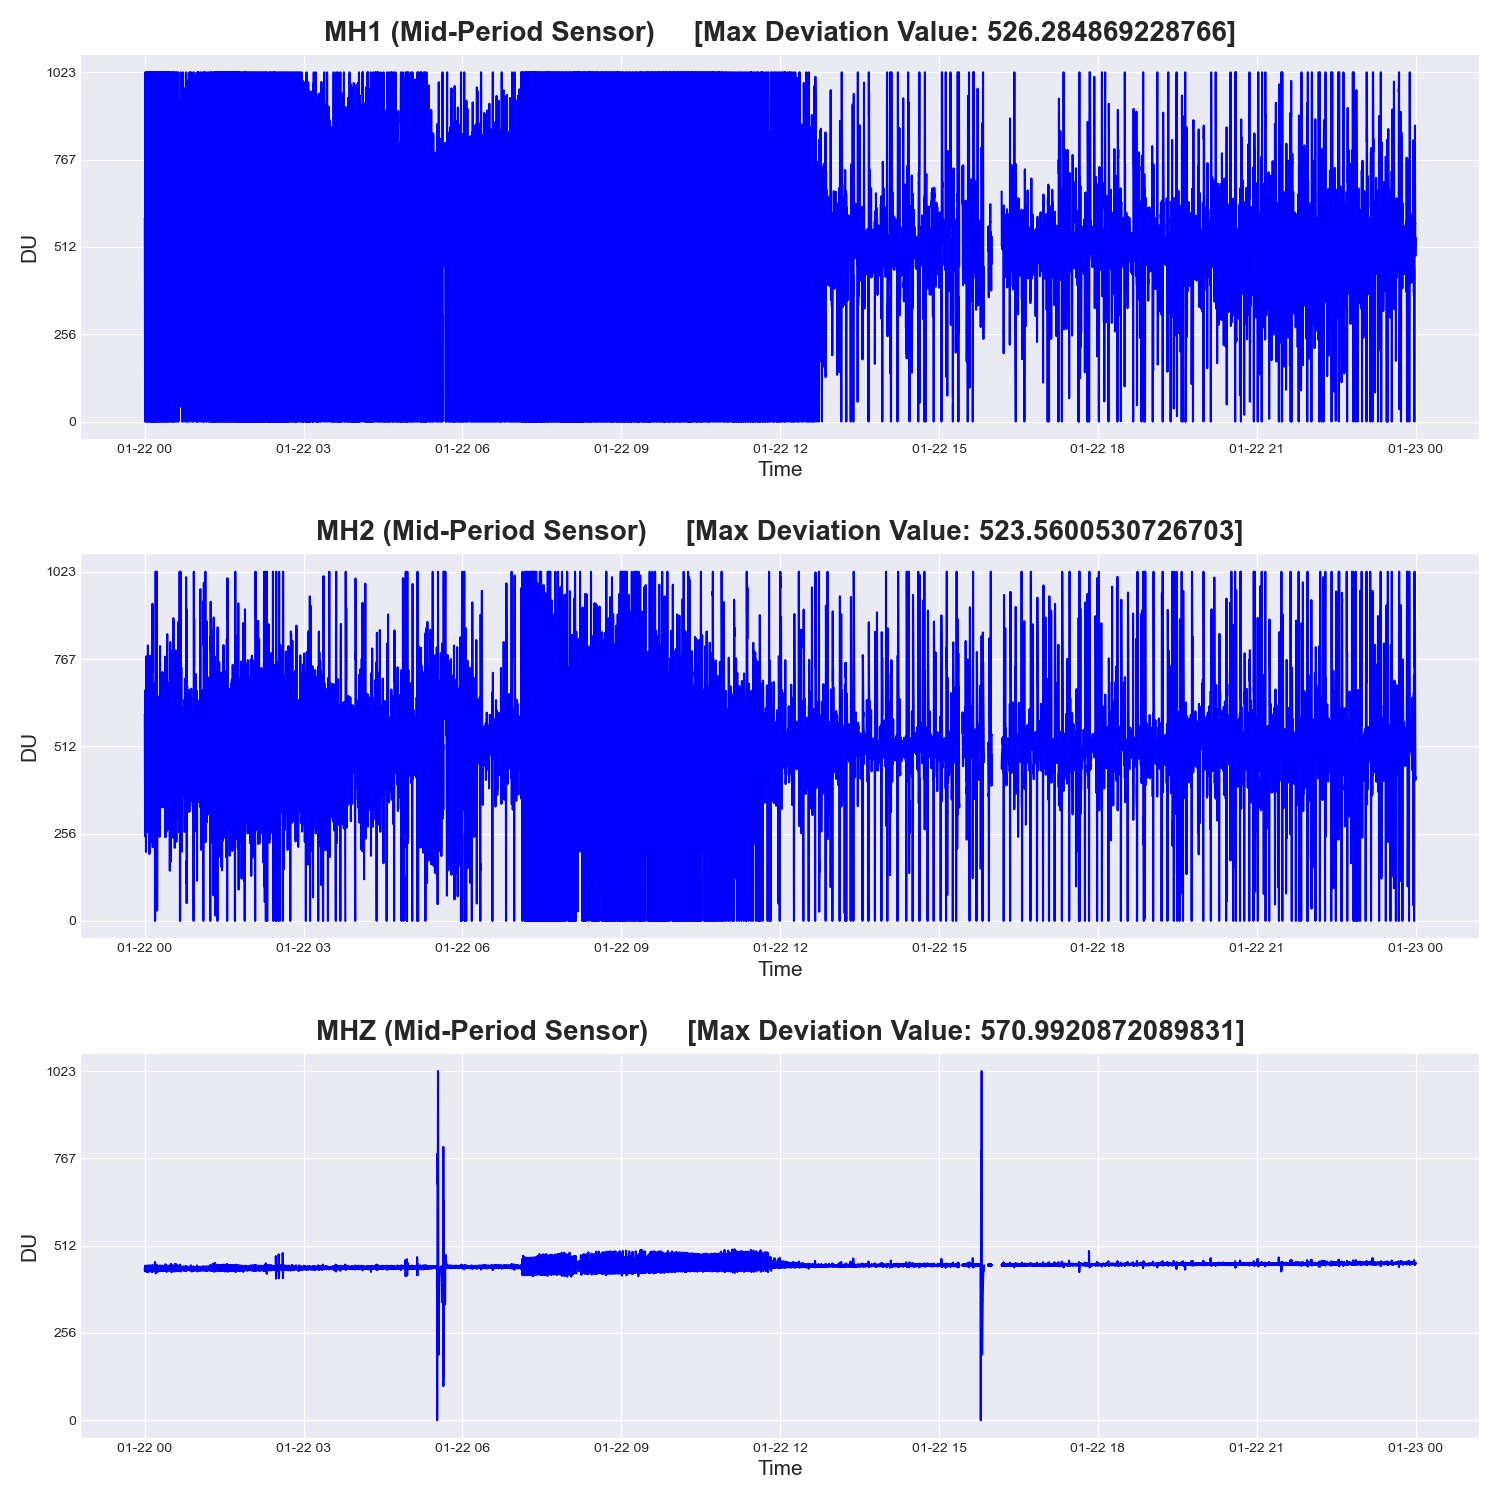 MH1 (Mid-Period Sensor) [Max Deviation Value: 526.284869228766]
1023
767
512
256
0
DU
01-22 00 01-22 03 01-22 06 01-22 09 01-22 12 01-22 15 01-22 18 01-22 21 01-23 00
Time
MH2 (Mid-Period Sensor) [Max Deviation Value: 523.5600530726703]
1023
767
512
256
0
DU
01-22 00 01-22 03 01-22 06 01-22 09 01-22 12 01-22 15 01-22 18 01-22 21 01-23 00
Time
MHZ (Mid-Period Sensor) [Max Deviation Value: 570.9920872089831]
1023
767
512
256
0
DU
01-22 00 01-22 03 01-22 06 01-22 09 01-22 12 01-22 15 01-22 18 01-22 21 01-23 00
Time